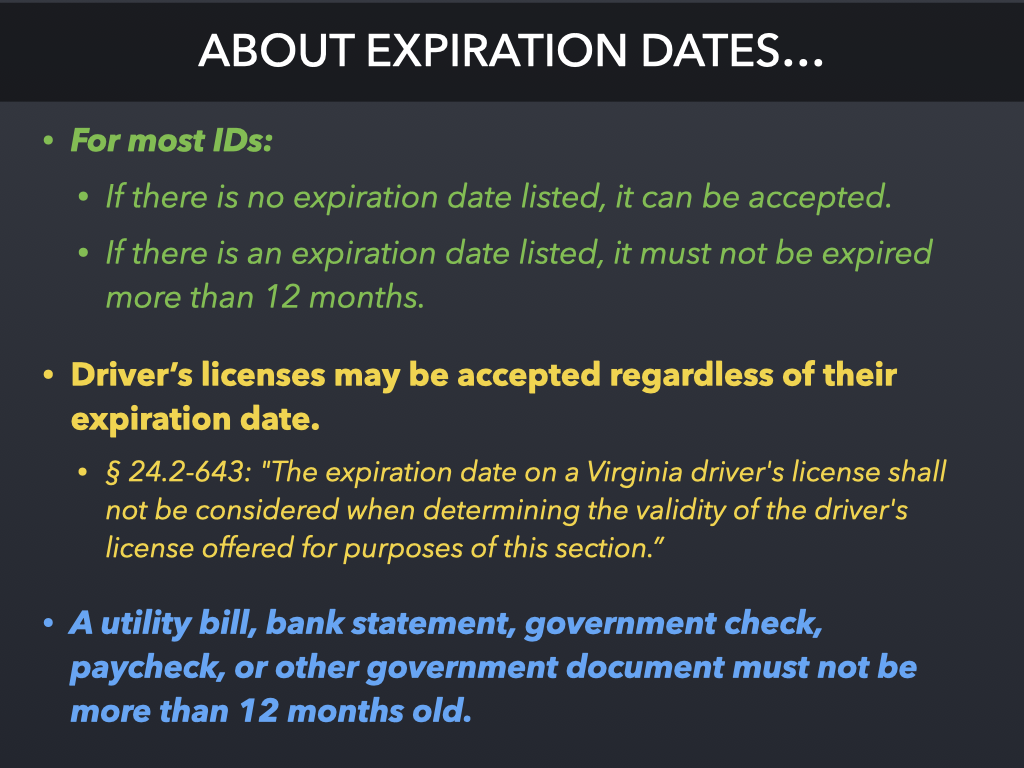 ABOUT EXPIRATION DATES...
• For most IDs:
• If there is no expiration date listed, it can be accepted.
• If there is an expiration date listed, it must not be expired
more than 12 months.
• Driver’s licenses may be accepted regardless of their
expiration date.
• § 24.2-643: "The expiration date on a Virginia driver's license shall
not be considered when determining the validity of the driver's
license offered for purposes of this section.”
• A utility bill, bank statement, government check,
paycheck, or other government document must not be
more than 12 months old.